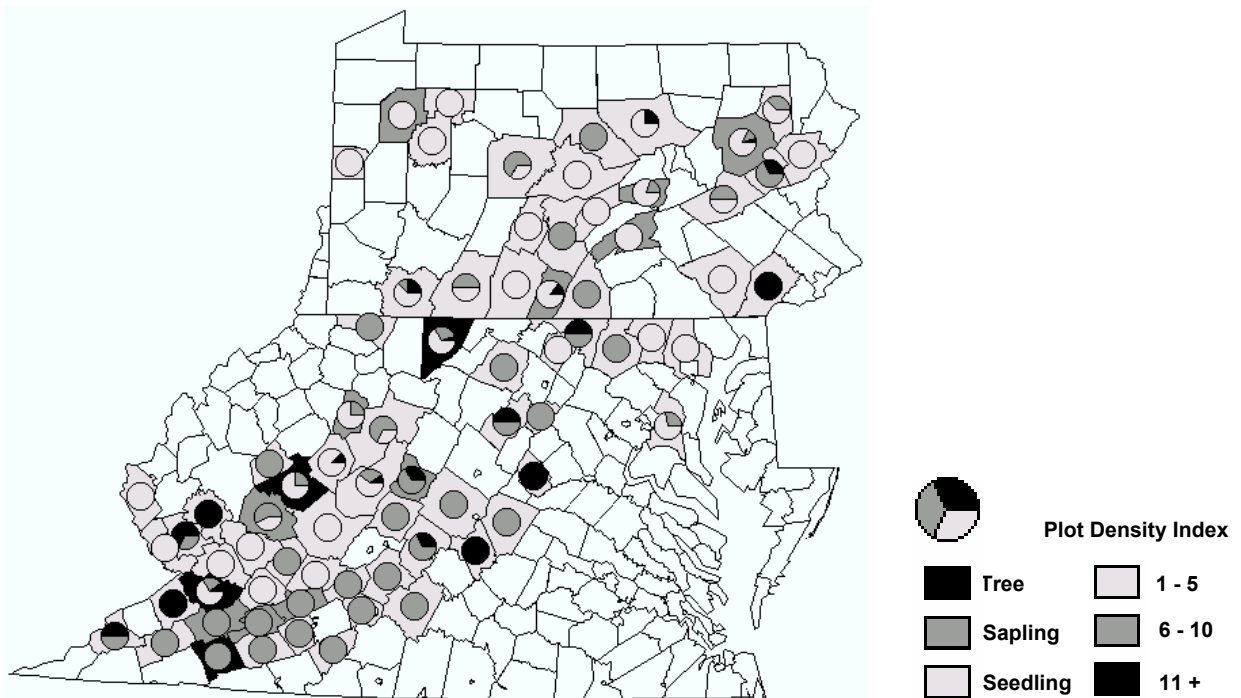 Plot Density Index
Tree 1 - 5
Sapling 6 - 10
Seedling 11 +